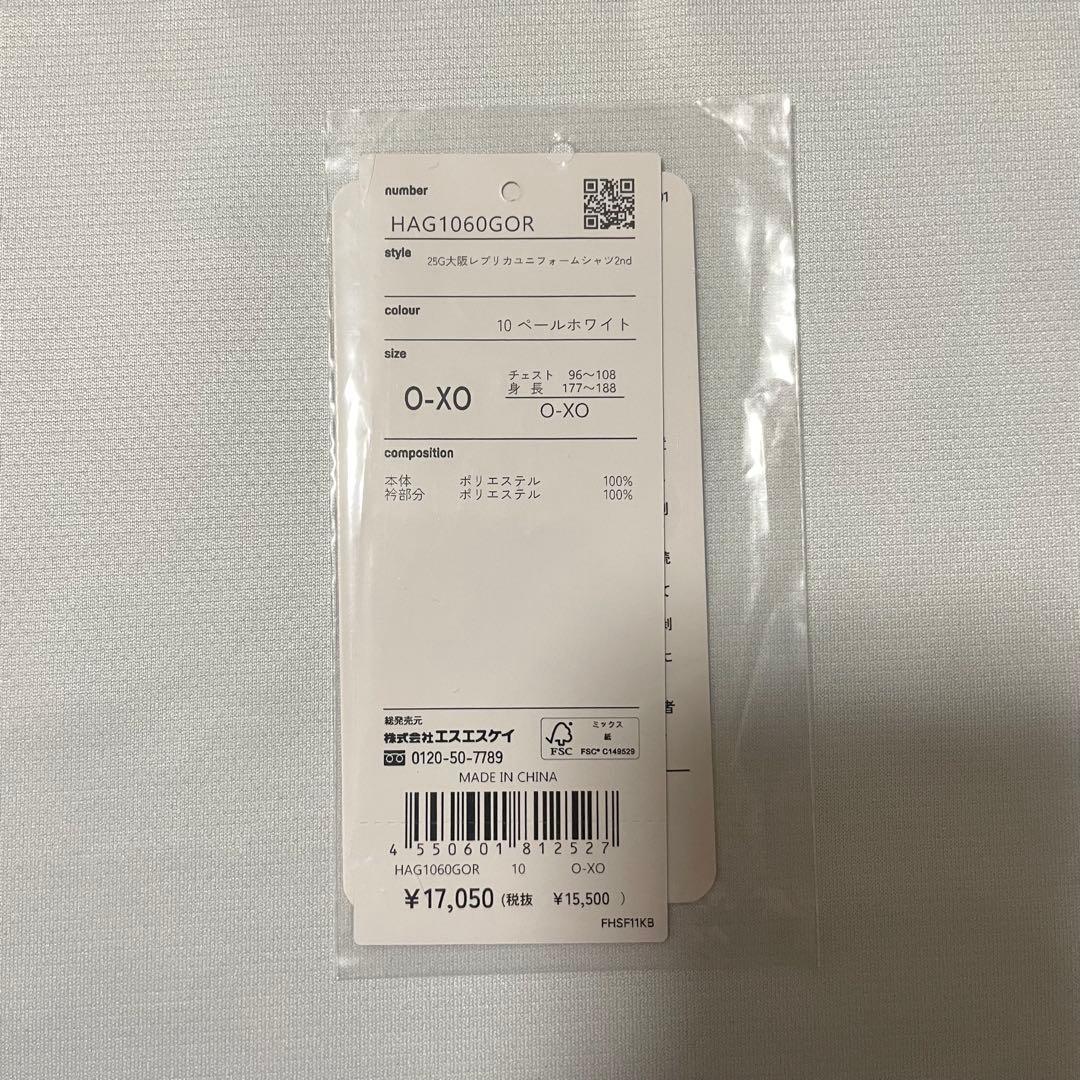 number
HAG1060GOR
style
25G大阪レプリカユニフォームシャツ2nd
colour
10 ペールホワイト
size
O-XO
チェスト 96～108
身長 177～188
O-XO
composition
本体 ポリエステル 100%
衿部分 ポリエステル 100%
総発売元
株式会社エスエスケイ
0120-50-7789
FSC
ミックス
紙
FSC® C149529
MADE IN CHINA
4 550601 812527
HAG1060GOR 10 O-XO
¥17,050 (税抜 ¥15,500 )
FHSF11KB
01
て
に
者